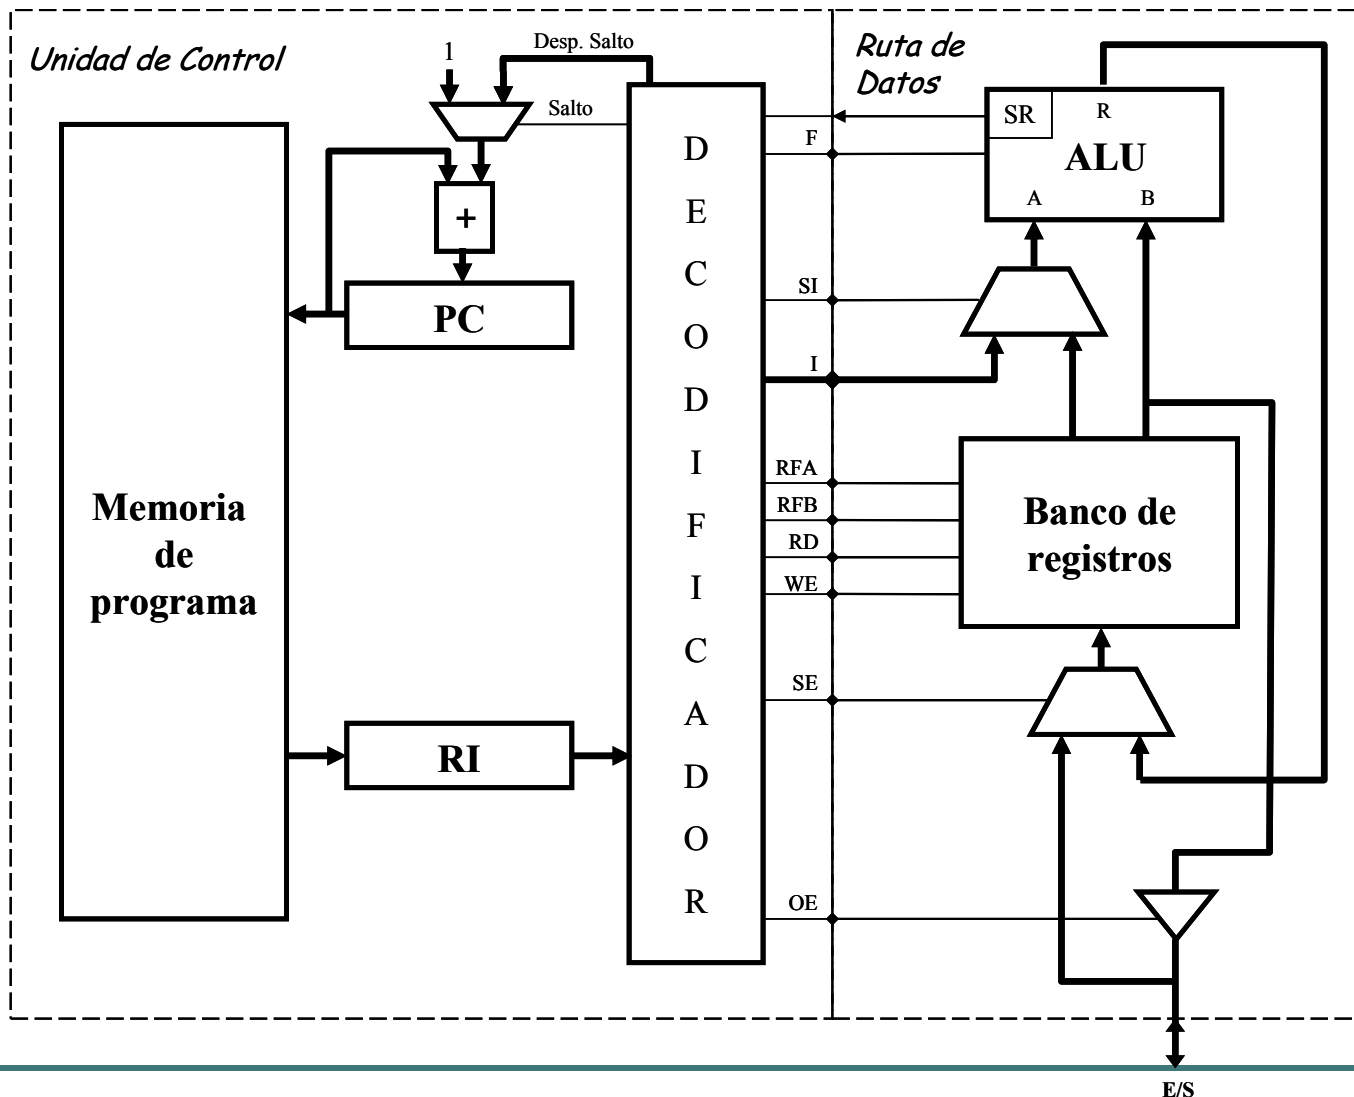 Unidad de Control
1
Desp. Salto
Salto
+
PC
Memoria
de
programa
RI
D
E
C
O
D
I
F
I
C
A
D
O
R
Ruta de
Datos
F
SI
I
RFA
RFB
RD
WE
SE
OE
SR
R
ALU
A
B
Banco de
registros
E/S